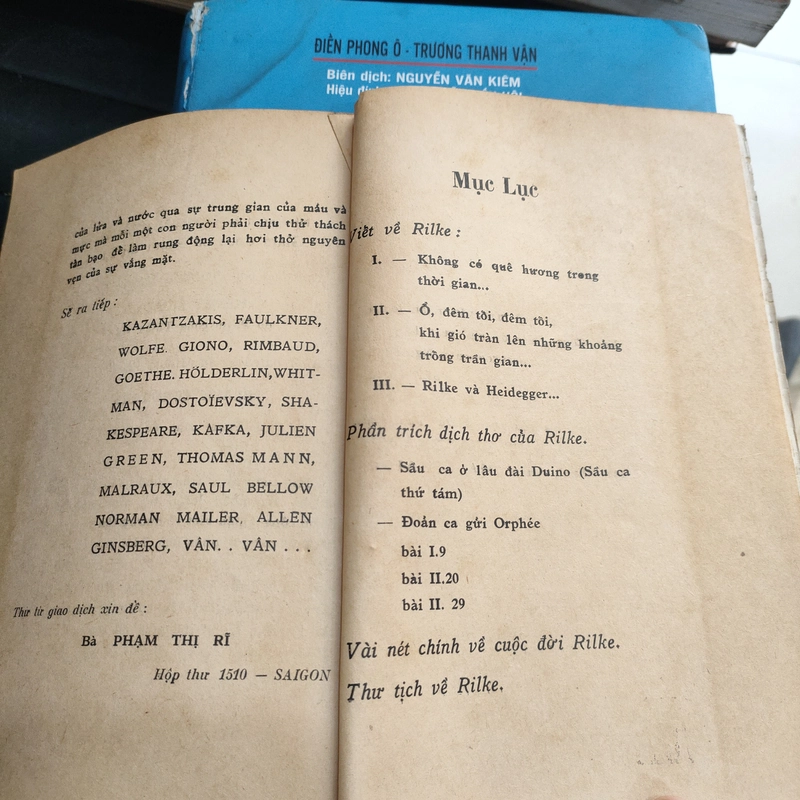 ĐIỀN PHONG Ô - TRƯƠNG THANH VẬN
Biên dịch: NGUYỄN VĂN KIÊM
Hiệu
của lửa và nước qua sự trung gian của máu và
mực mà mỗi một con người phải chịu thử thách
tàn bạo để làm rung động lại hơi thở nguyên
vẹn của sự vắng mặt.
Sẽ ra tiếp :
KAZANTZAKIS, FAULKNER,
WOLFE. GIONO, RIMBAUD,
GOETHE. HÖLDERLIN,WHIT-
MAN, DOSTOÏEVSKY, SHA-
KESPEARE, KAFKA, JULIEN
GREEN, THOMAS MANN,
MALRAUX, SAUL BELLOW
NORMAN MAILER, ALLEN
GINSBERG, VÂN. . VÂN . . .
Thư từ giao dịch xin đề :
Bà PHẠM THỊ RĨ
Hộp thư 1510 — SAIGON
Mục Lục
Viết về Rilke :
I. — Không có quê hương trong
thời gian...
II. — Ồ, đêm tối, đêm tối,
khi gió tràn lên những khoảng
trống trần gian...
III. — Rilke và Heidegger...
Phần trích dịch thơ của Rilke.
— Sầu ca ở lâu đài Duino (Sầu ca
thứ tám)
— Đoản ca gửi Orphée
bài I.9
bài II.20
bài II. 29
Vài nét chính về cuộc đời Rilke.
Thư tịch về Rilke.